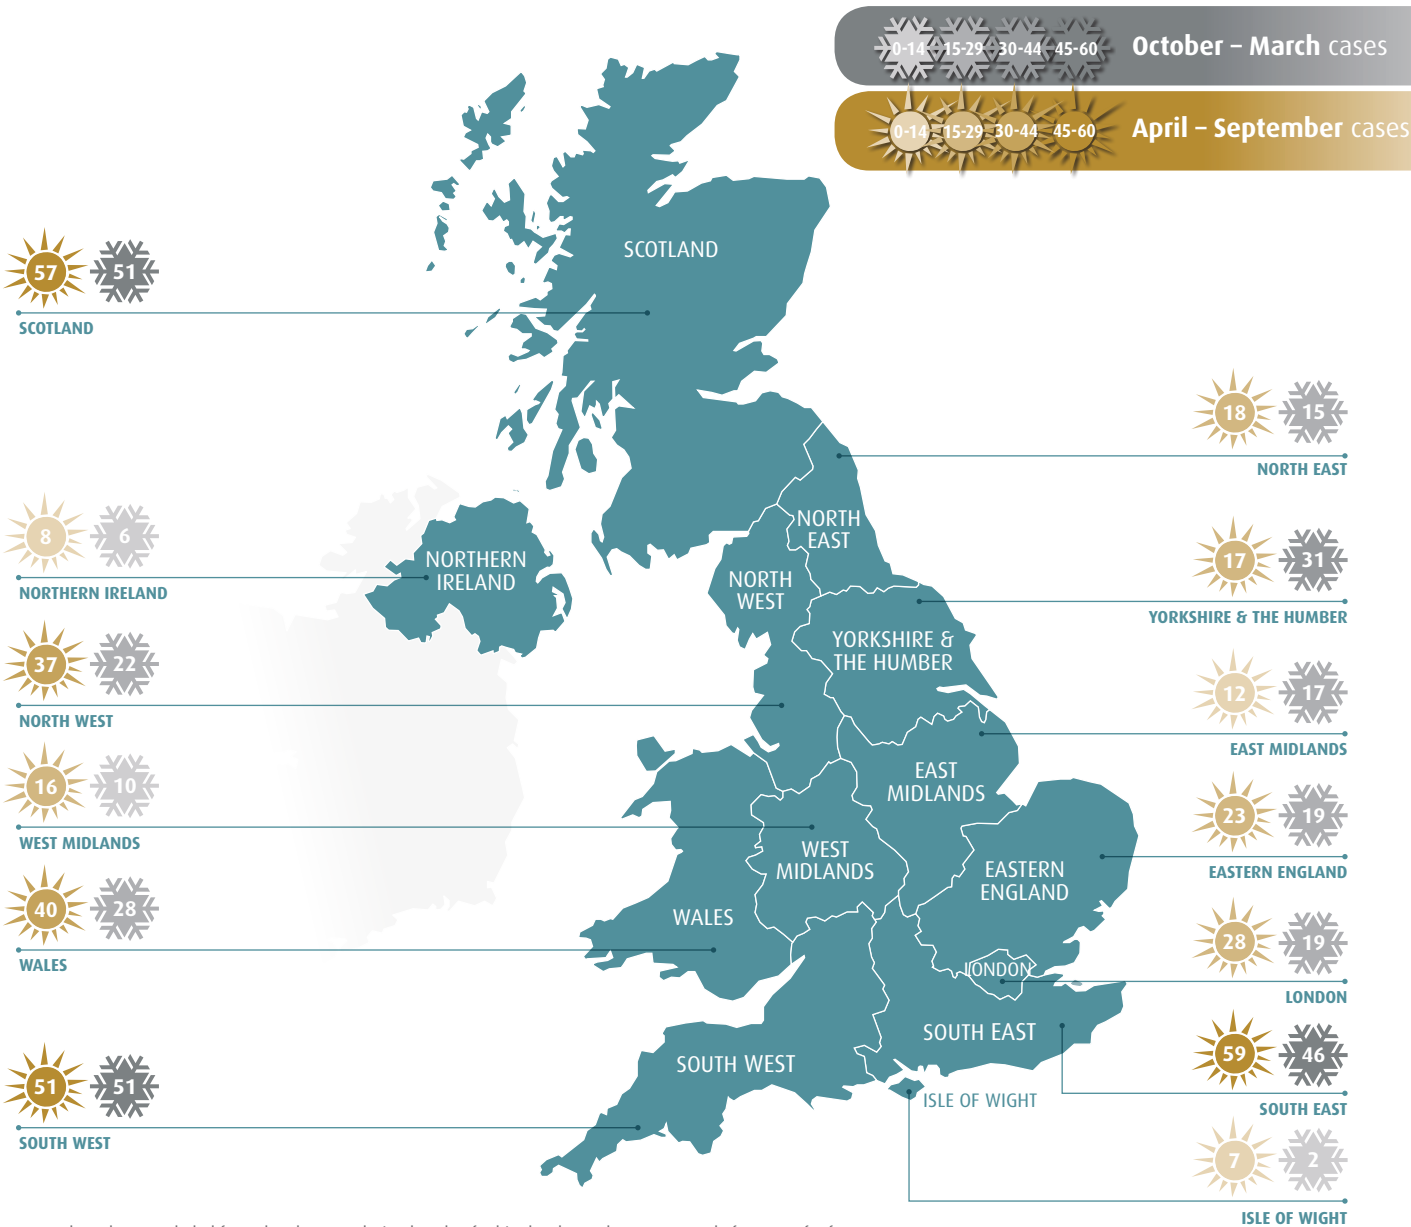 0-14 15-29 30-44 45-60 October – March cases
0-14 15-29 30-44 45-60 April – September cases
SCOTLAND
57 51
SCOTLAND
18 15
NORTH EAST
8 6
NORTHERN IRELAND
NORTHERN
IRELAND
NORTH
EAST
NORTH
WEST
17 31
YORKSHIRE & THE HUMBER
YORKSHIRE &
THE HUMBER
37 22
NORTH WEST
12 17
EAST MIDLANDS
EAST
MIDLANDS
16 10
WEST MIDLANDS
WEST
MIDLANDS
23 19
EASTERN ENGLAND
EASTERN
ENGLAND
40 28
WALES
WALES
28 19
LONDON
LONDON
SOUTH EAST
59 46
SOUTH EAST
51 51
SOUTH WEST
SOUTH WEST
ISLE OF WIGHT
7 2
ISLE OF WIGHT